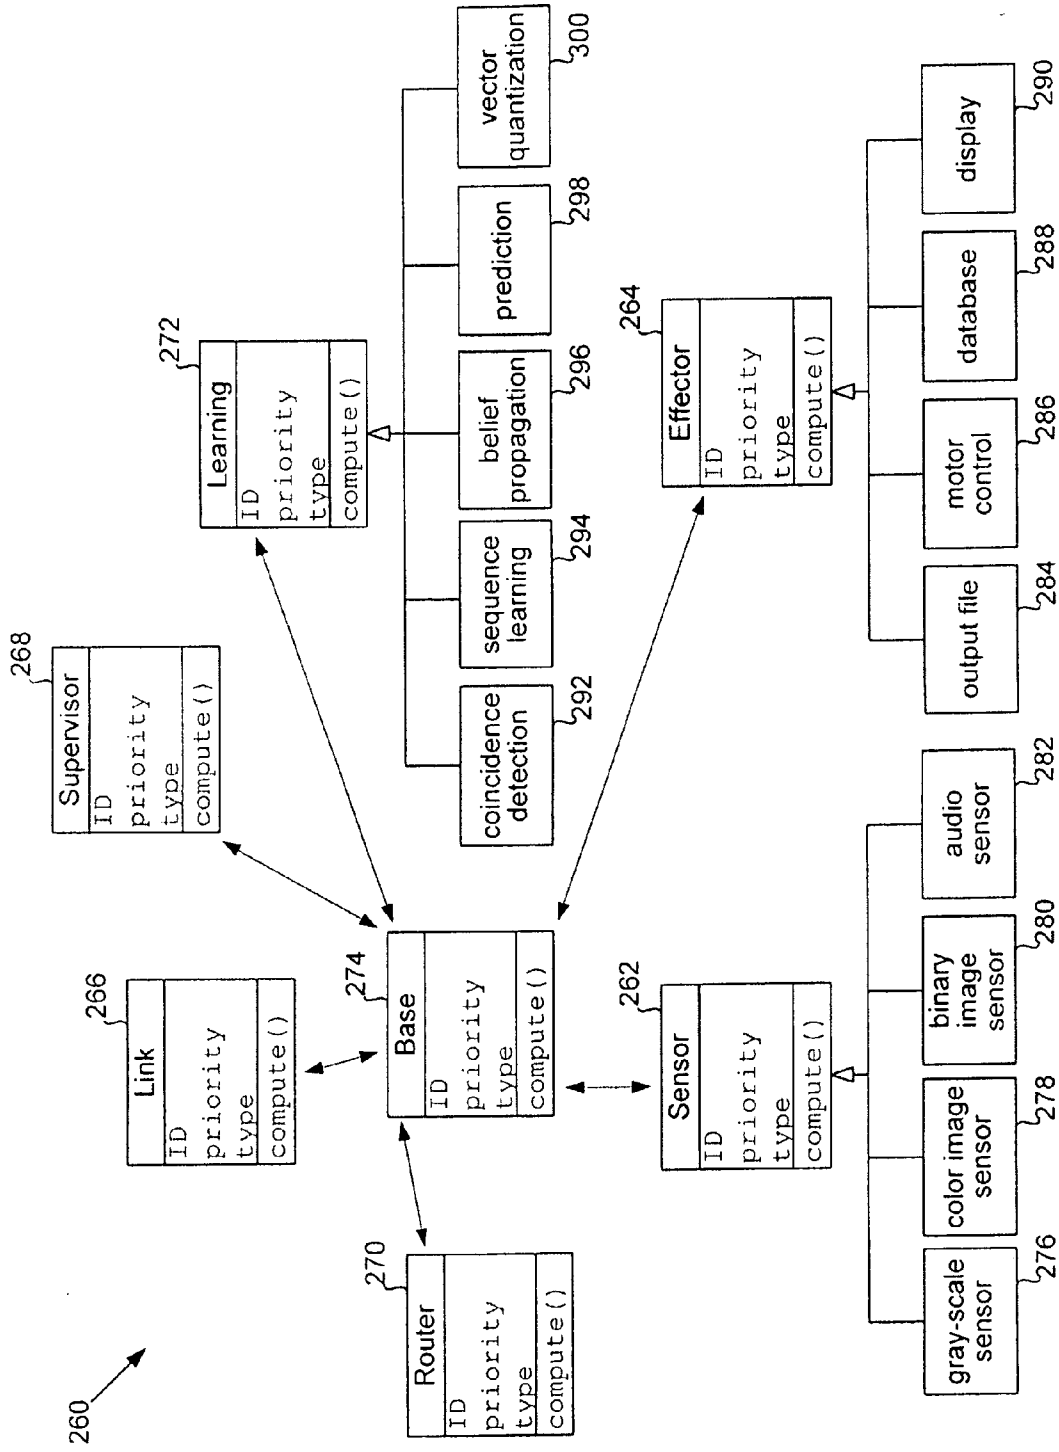 260
270
Router
ID
priority
type
compute()
266
Link
ID
priority
type
compute()
268
Supervisor
ID
priority
type
compute()
272
Learning
ID
priority
type
compute()
274
Base
ID
priority
type
compute()
262
Sensor
ID
priority
type
compute()
264
Effector
ID
priority
type
compute()
coincidence
detection
292
sequence
learning
294
belief
propagation
296
prediction
298
vector
quantization
300
gray-scale
sensor
276
color image
sensor
278
binary
image
sensor
280
audio
sensor
282
output file
284
motor
control
286
database
288
display
290